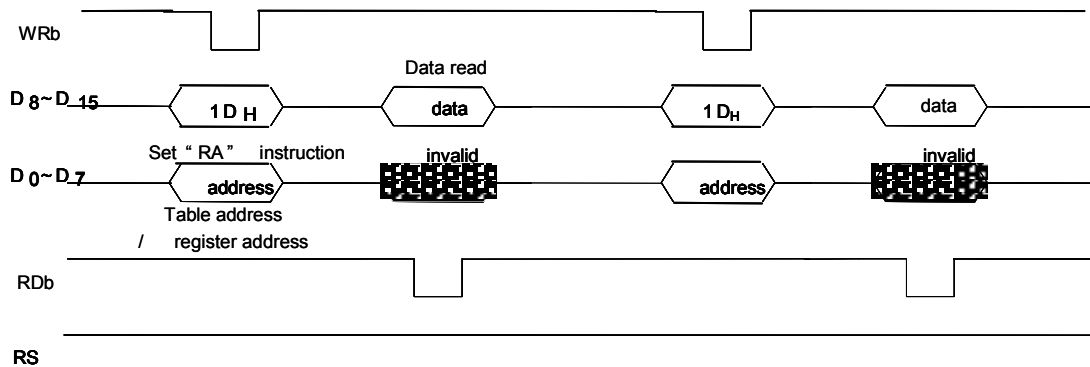 WRb
Data read
D 8~D 15 1D H data 1DH data
Set “ RA” instruction invalid invalid
D 0~D 7 address address
Table address
/ register address
RDb
RS